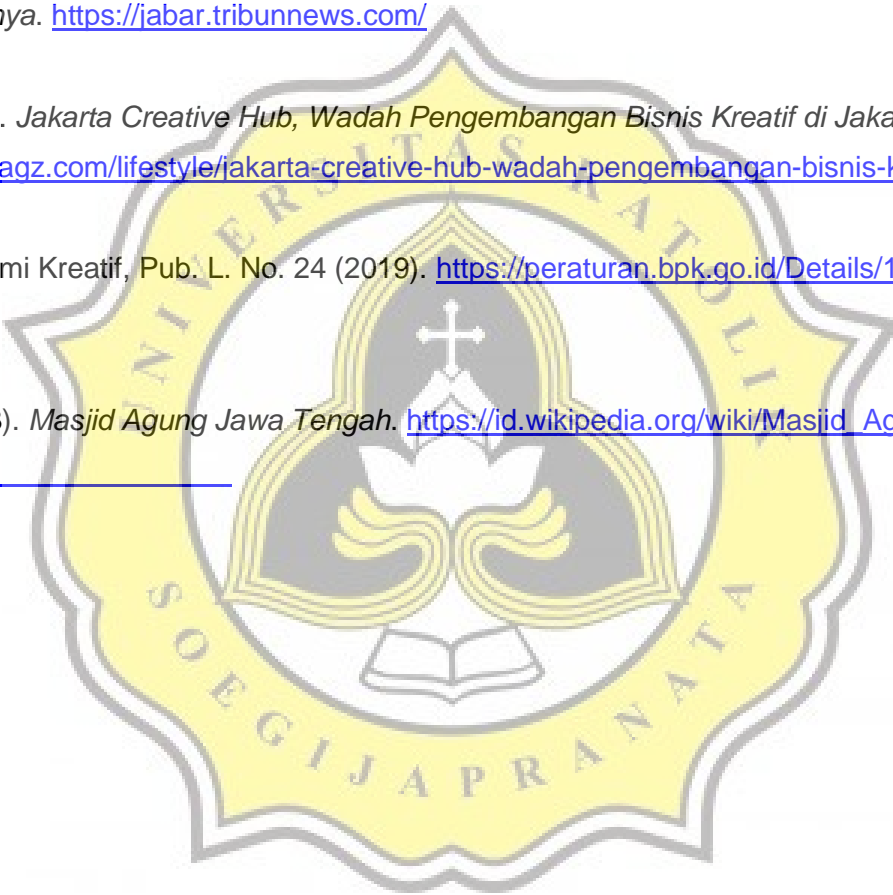 nya. https://jabar.tribunnews.com/
. Jakarta Creative Hub, Wadah Pengembangan Bisnis Kreatif di Jaka
agz.com/lifestyle/jakarta-creative-hub-wadah-pengembangan-bisnis-k
mi Kreatif, Pub. L. No. 24 (2019). https://peraturan.bpk.go.id/Details/1
). Masjid Agung Jawa Tengah. https://id.wikipedia.org/wiki/Masjid_Ag
UNIVERSITAS KATOLIK
SOEGIJAPRANATA